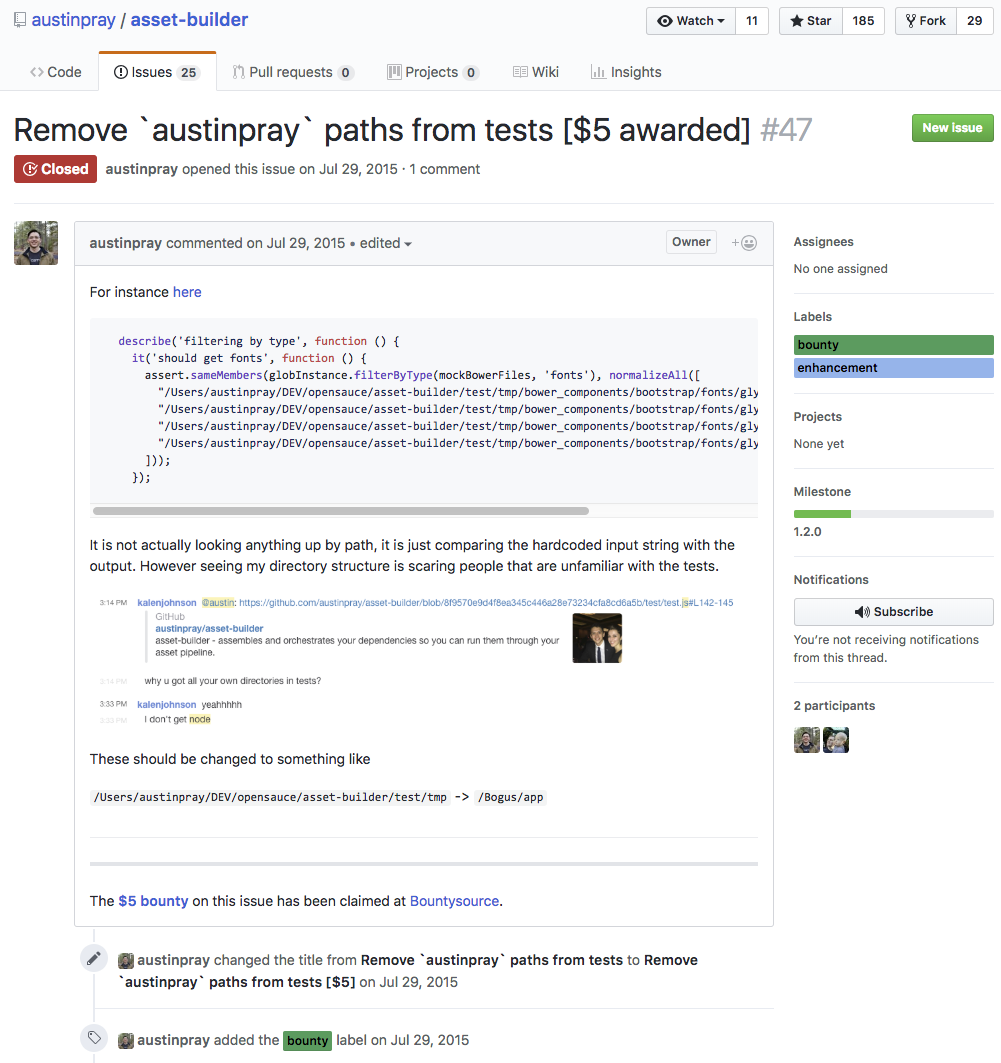 austinpray / asset-builder
Watch 11 Star 185 Fork 29
Code Issues 25 Pull requests 0 Projects 0 Wiki Insights
Remove `austinpray` paths from tests [$5 awarded] #47
New issue
Closed austinpray opened this issue on Jul 29, 2015 · 1 comment
austinpray commented on Jul 29, 2015 • edited
Owner
For instance here
describe('filtering by type', function () {
it('should get fonts', function () {
assert.sameMembers(globInstance.filterByType(mockBowerFiles, 'fonts'), normalizeAll([
"/Users/austinpray/DEV/opensauce/asset-builder/test/tmp/bower_components/bootstrap/fonts/gly
"/Users/austinpray/DEV/opensauce/asset-builder/test/tmp/bower_components/bootstrap/fonts/gly
"/Users/austinpray/DEV/opensauce/asset-builder/test/tmp/bower_components/bootstrap/fonts/gly
"/Users/austinpray/DEV/opensauce/asset-builder/test/tmp/bower_components/bootstrap/fonts/gly
]));
});
It is not actually looking anything up by path, it is just comparing the hardcoded input string with the
output. However seeing my directory structure is scaring people that are unfamiliar with the tests.
3:14 PM kalenjohnson @austin: https://github.com/austinpray/asset-builder/blob/8f9570e9d4f8ea345c446a28e73234cfa8cd6a5b/test/test.js#L142-145
GitHub
austinpray/asset-builder
asset-builder - assembles and orchestrates your dependencies so you can run them through your
asset pipeline.
3:14 PM why u got all your own directories in tests?
3:33 PM kalenjohnson yeahhhhh
3:33 PM I don't get node
These should be changed to something like
/Users/austinpray/DEV/opensauce/asset-builder/test/tmp -> /Bogus/app
The $5 bounty on this issue has been claimed at Bountysource.
austinpray changed the title from Remove `austinpray` paths from tests to Remove
`austinpray` paths from tests [$5] on Jul 29, 2015
austinpray added the bounty label on Jul 29, 2015
Assignees
No one assigned
Labels
bounty
enhancement
Projects
None yet
Milestone
1.2.0
Notifications
Subscribe
You're not receiving notifications
from this thread.
2 participants